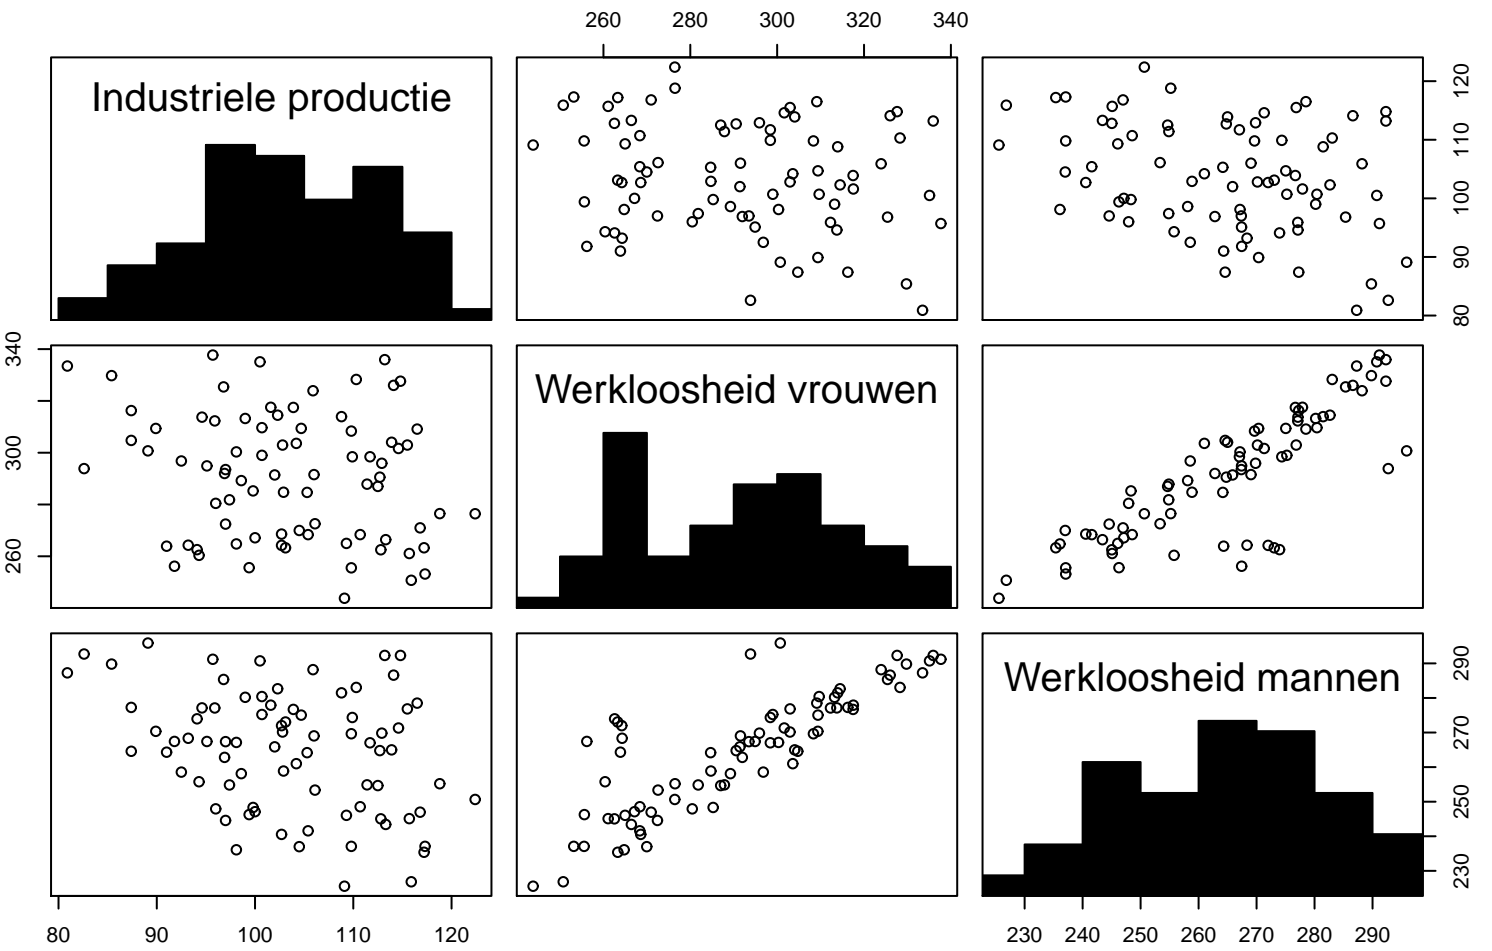 260 280 300 320 340
Industriele productie
80 90 100 110 120
260 300 340
Werkloosheid vrouwen
Werkloosheid mannen
230 250 270 290
80 90 100 110 120
230 240 250 260 270 280 290